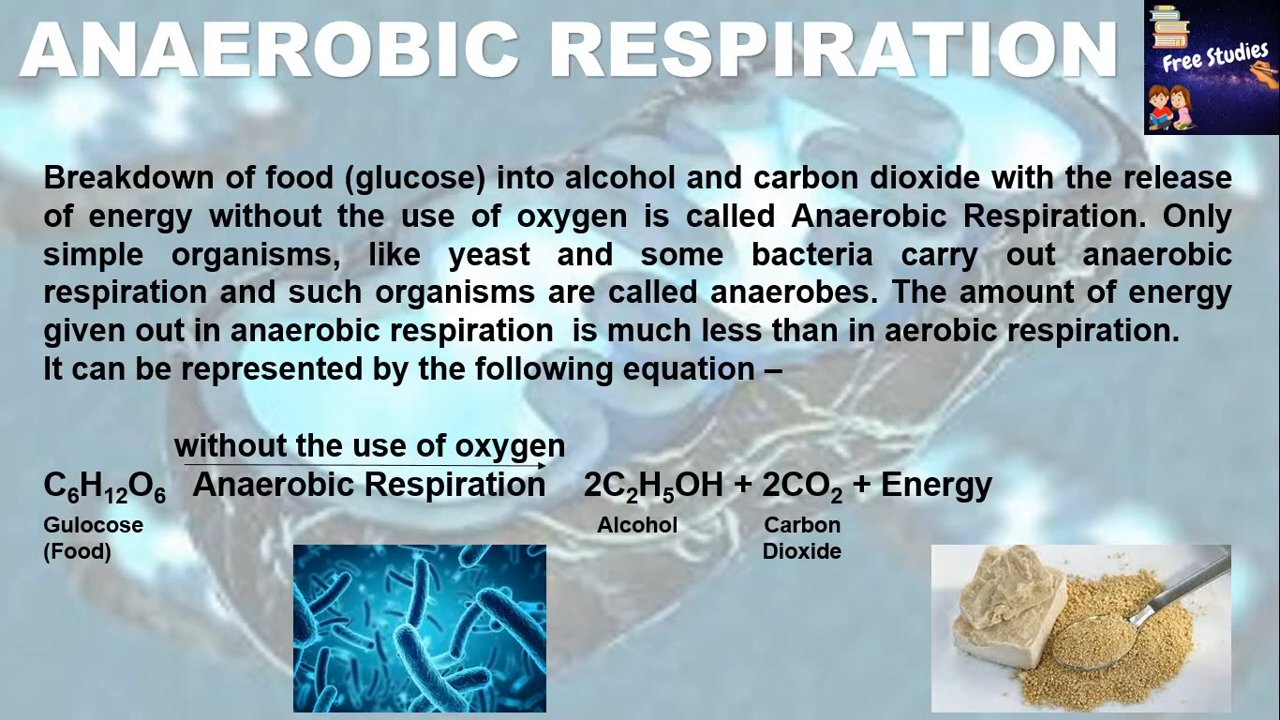 ANAEROBIC RESPIRATION
Free Studies
Breakdown of food (glucose) into alcohol and carbon dioxide with the release
of energy without the use of oxygen is called Anaerobic Respiration. Only
simple organisms, like yeast and some bacteria carry out anaerobic
respiration and such organisms are called anaerobes. The amount of energy
given out in anaerobic respiration is much less than in aerobic respiration.
It can be represented by the following equation –
without the use of oxygen
C₆H₁₂O₆ Anaerobic Respiration 2C₂H₅OH + 2CO₂ + Energy
Gulocose Alcohol Carbon
(Food) Dioxide